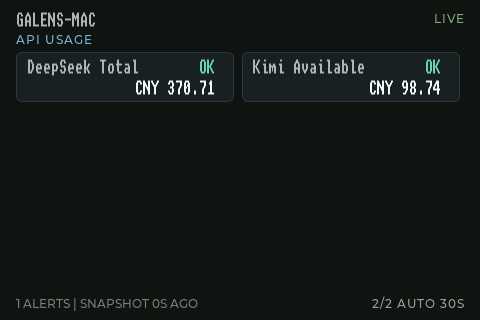 GALENS-MAC
LIVE
API USAGE
DeepSeek Total OK
CNY 370.71
Kimi Available OK
CNY 98.74
1 ALERTS | SNAPSHOT 0S AGO
2/2 AUTO 30S